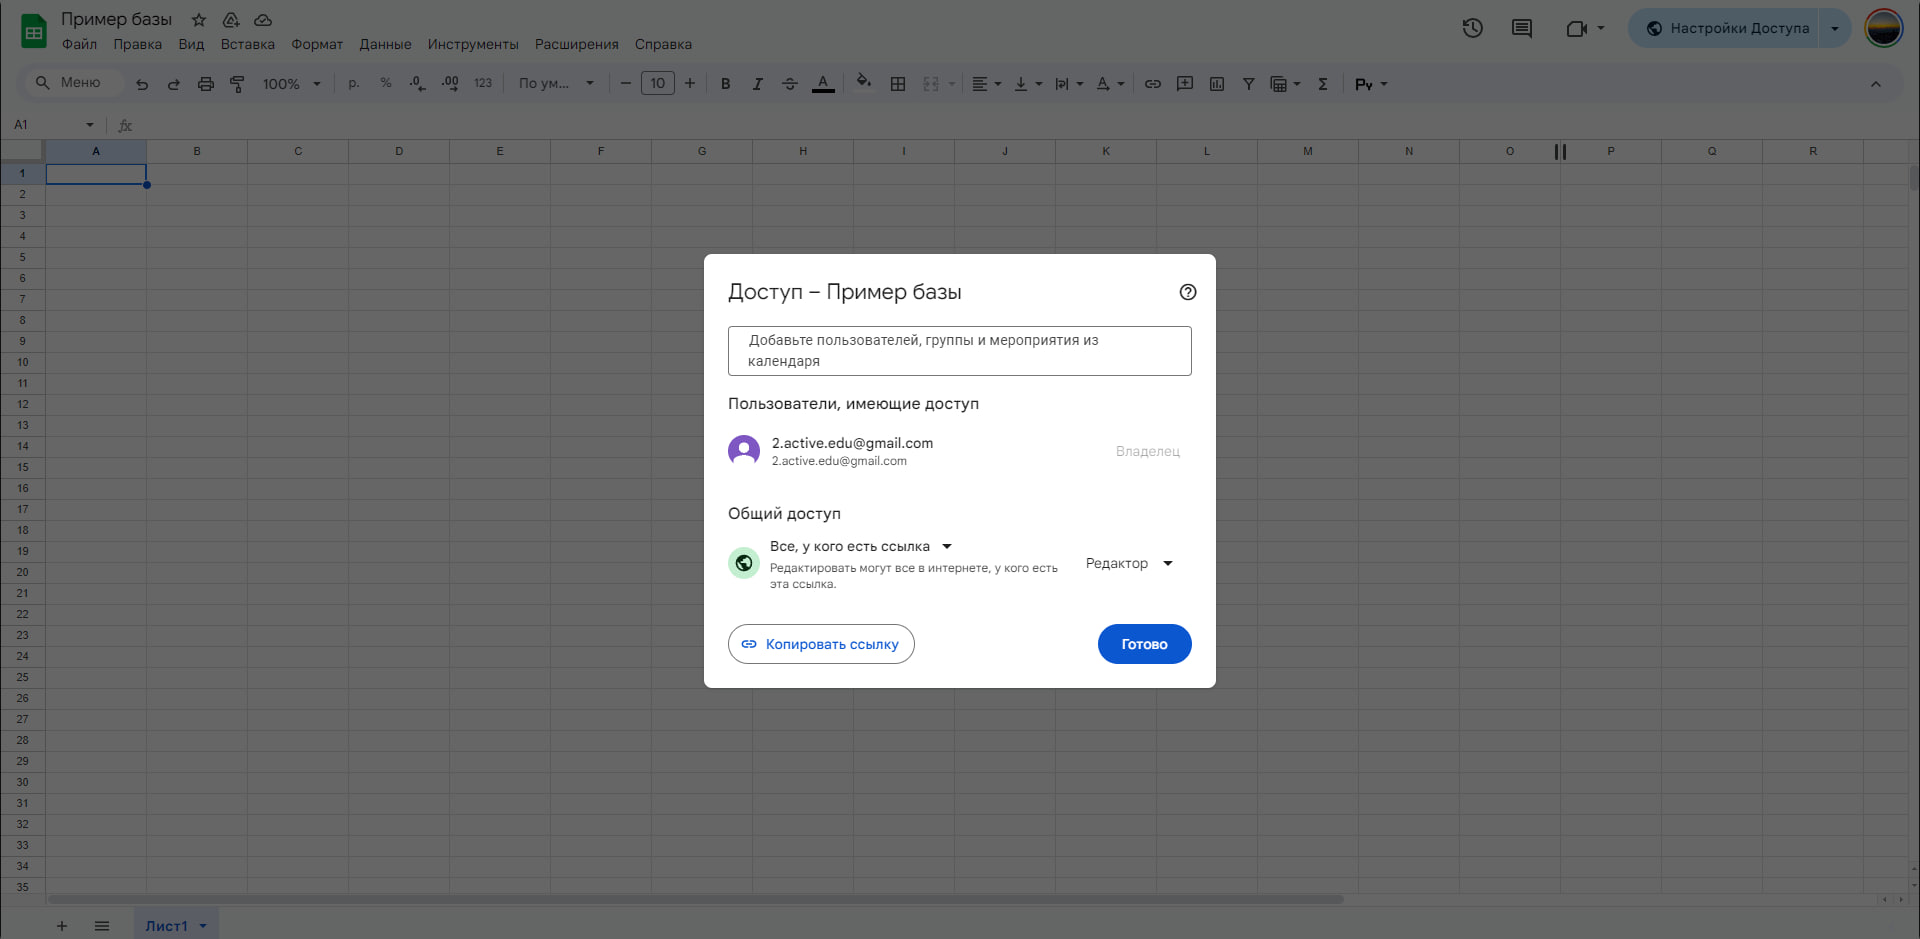 Пример базы
Файл Правка Вид Вставка Формат Данные Инструменты Расширения Справка
Настройки Доступа
Меню 100% р. % .0 .00 123 По ум... 10 B I A Py
A1 fx
A B C D E F G H I J K L M N O P Q R
1
2
3
4
5
6
7
8
9
10
11
12
13
14
15
16
17
18
19
20
21
22
23
24
25
26
27
28
29
30
31
32
33
34
35
Доступ – Пример базы
Добавьте пользователей, группы и мероприятия из
календаря
Пользователи, имеющие доступ
2.active.edu@gmail.com
2.active.edu@gmail.com
Владелец
Общий доступ
Все, у кого есть ссылка
Редактировать могут все в интернете, у кого есть
эта ссылка.
Редактор
Копировать ссылку
Готово
Лист1